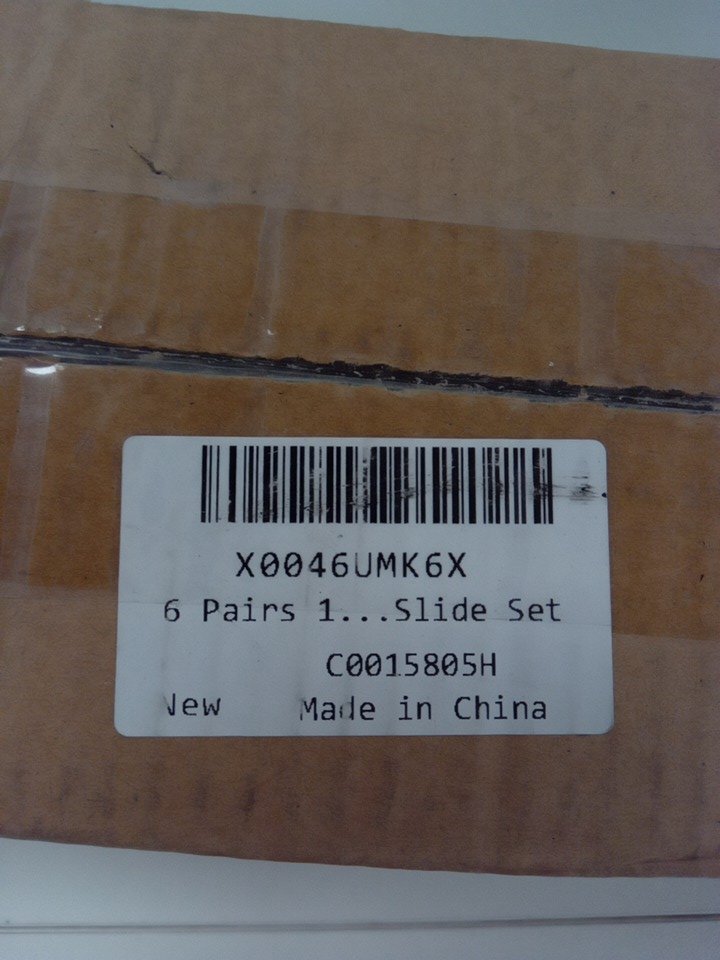 X0046UMK6X
6 Pairs 1...Slide Set
C0015805H
New
Made in China